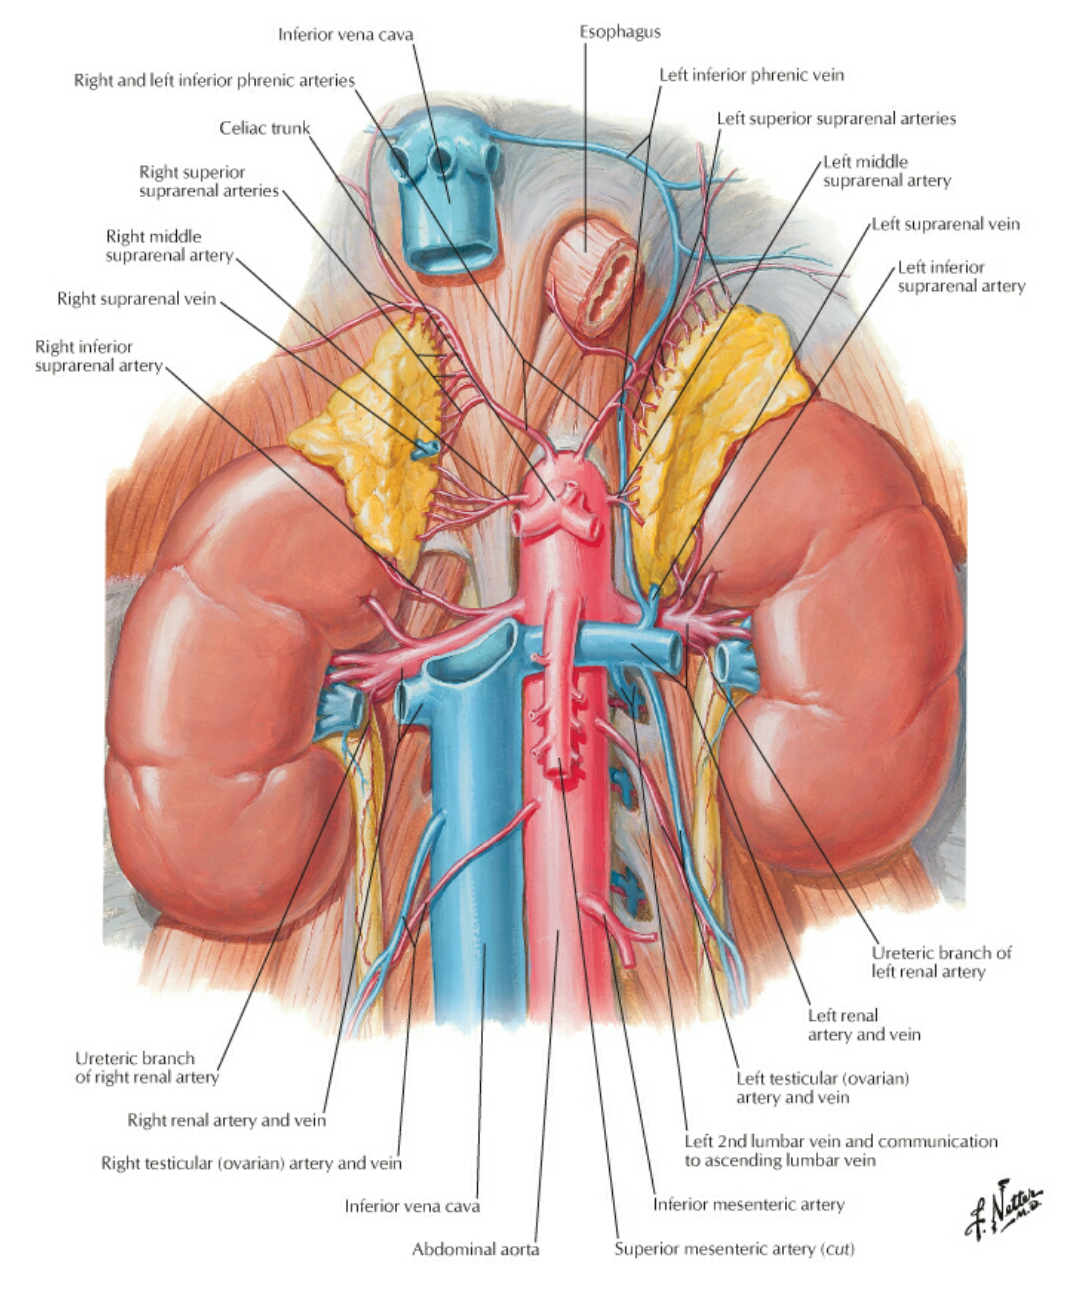 Inferior vena cava
Esophagus
Right and left inferior phrenic arteries
Left inferior phrenic vein
Celiac trunk
Left superior suprarenal arteries
Right superior
suprarenal arteries
Left middle
suprarenal artery
Right middle
suprarenal artery
Left suprarenal vein
Right suprarenal vein
Left inferior
suprarenal artery
Right inferior
suprarenal artery
Ureteric branch of
left renal artery
Left renal
artery and vein
Ureteric branch
of right renal artery
Left testicular (ovarian)
artery and vein
Right renal artery and vein
Left 2nd lumbar vein and communication
to ascending lumbar vein
Right testicular (ovarian) artery and vein
Inferior vena cava
Inferior mesenteric artery
Abdominal aorta
Superior mesenteric artery (cut)
F. Netter
M.D.